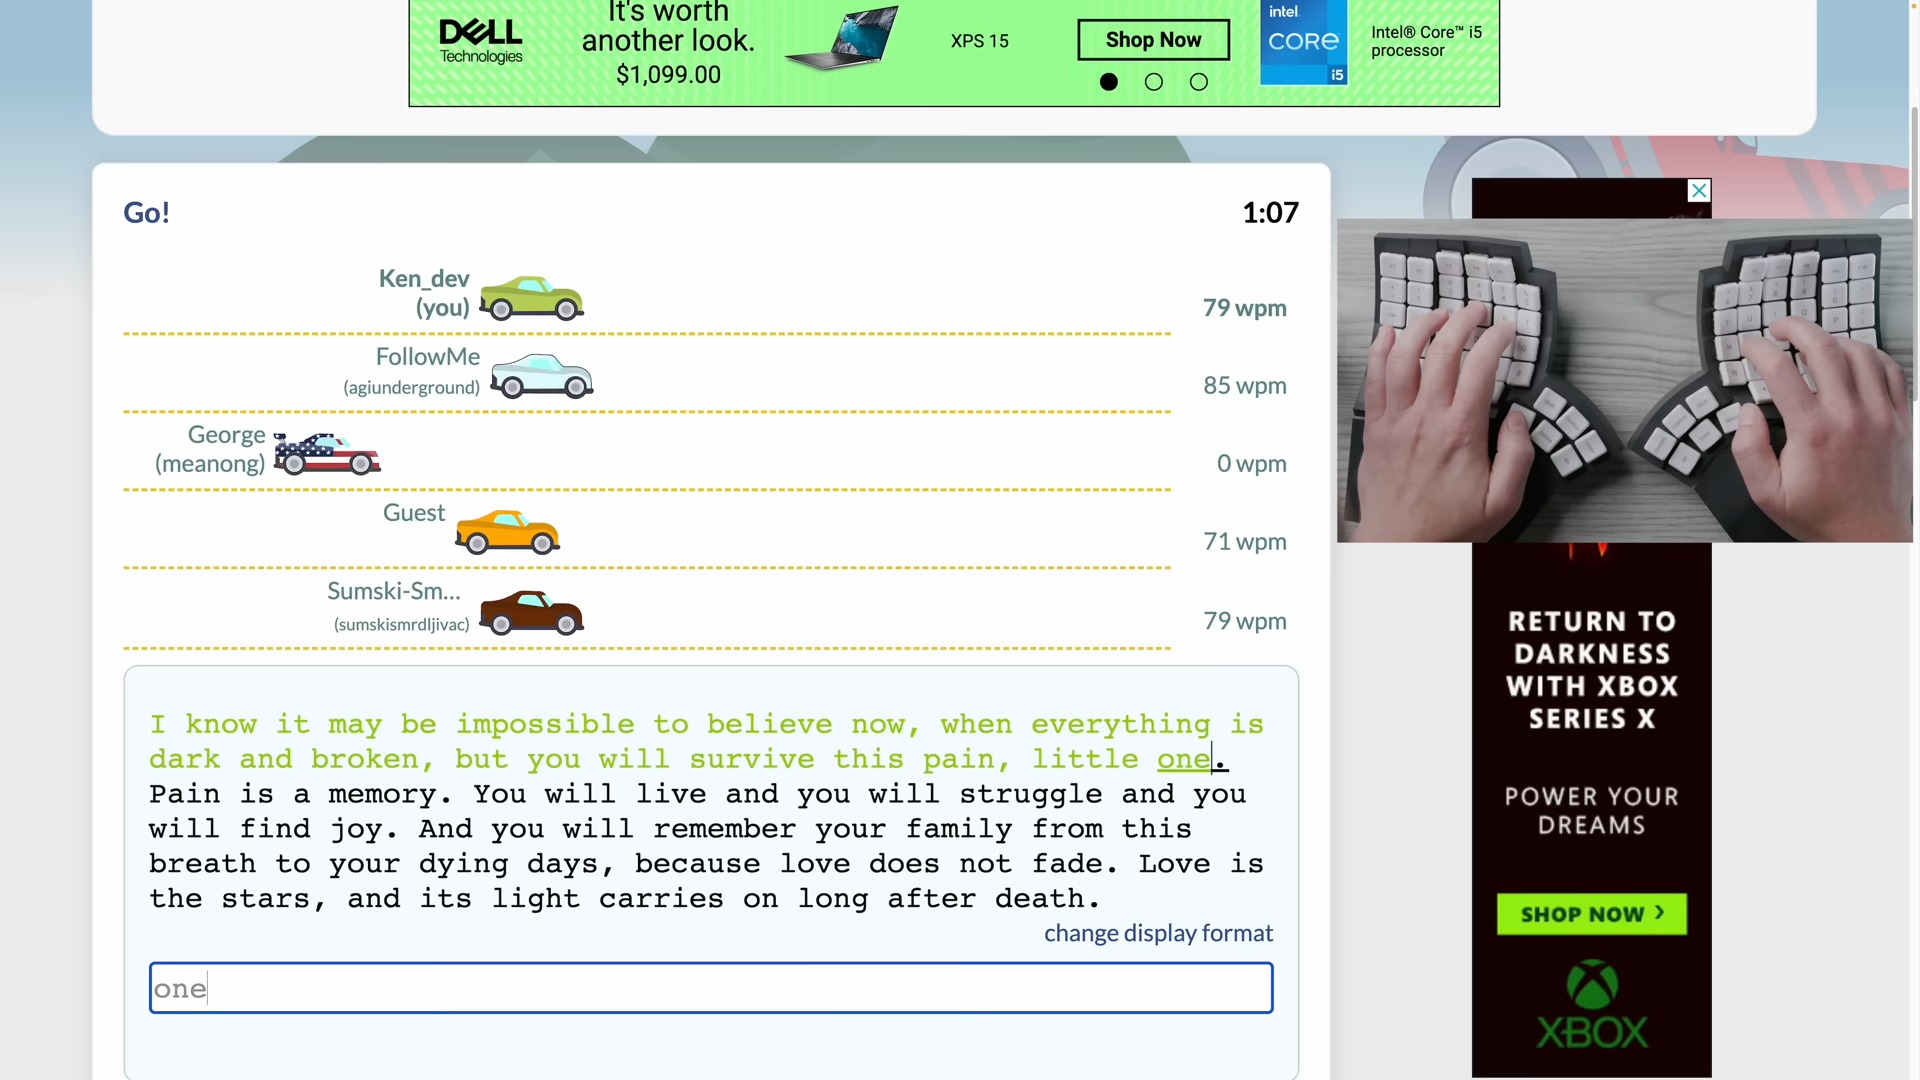 It's worth
another look.
$1,099.00
DELL
Technologies
XPS 15
Shop Now
intel
CORE
i5
Intel® Core™ i5
processor
Go!
1:07
Ken_dev
(you)
79 wpm
FollowMe
(agiunderground)
85 wpm
George
(meanong)
0 wpm
Guest
71 wpm
Sumski-Sm...
(sumskismrdljivac)
79 wpm
I know it may be impossible to believe now, when everything is
dark and broken, but you will survive this pain, little one.
Pain is a memory. You will live and you will struggle and you
will find joy. And you will remember your family from this
breath to your dying days, because love does not fade. Love is
the stars, and its light carries on long after death.
change display format
one
RETURN TO
DARKNESS
WITH XBOX
SERIES X
POWER YOUR
DREAMS
SHOP NOW
XBOX